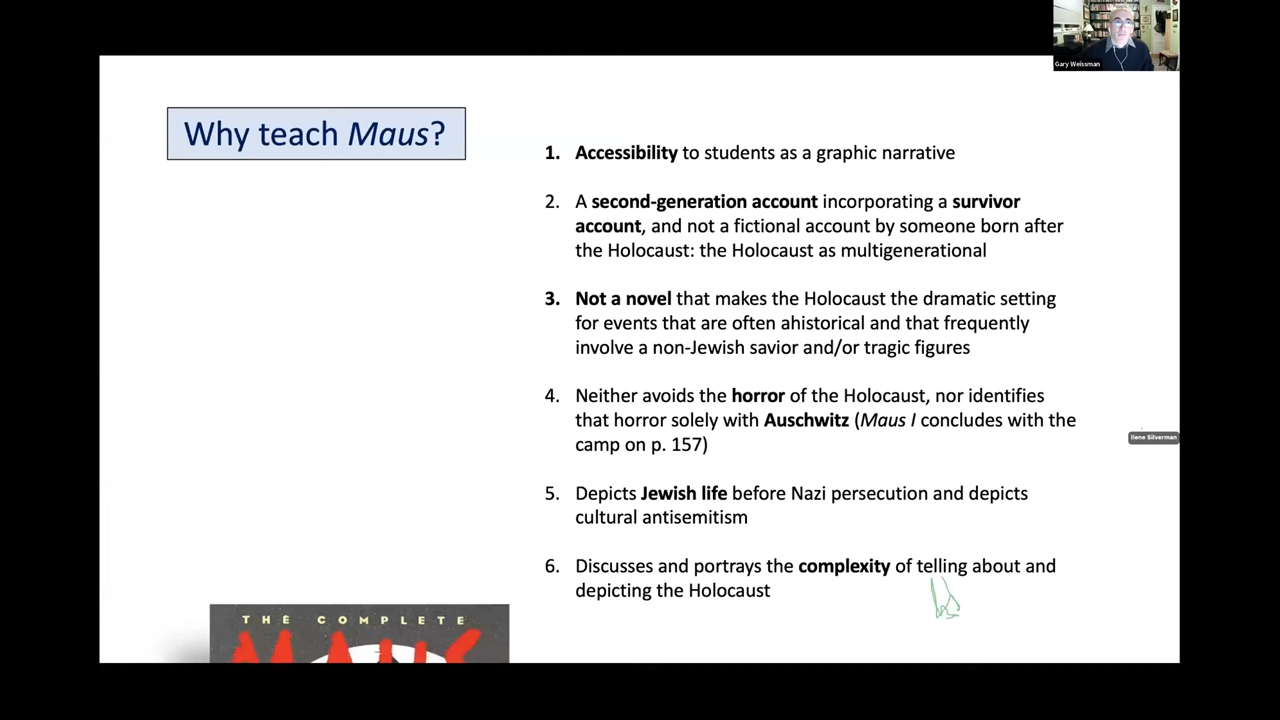 Gary Weissman
Why teach Maus?
1. Accessibility to students as a graphic narrative
2. A second-generation account incorporating a survivor
account, and not a fictional account by someone born after
the Holocaust: the Holocaust as multigenerational
3. Not a novel that makes the Holocaust the dramatic setting
for events that are often ahistorical and that frequently
involve a non-Jewish savior and/or tragic figures
4. Neither avoids the horror of the Holocaust, nor identifies
that horror solely with Auschwitz (Maus I concludes with the
camp on p. 157)
Ilene Silverman
5. Depicts Jewish life before Nazi persecution and depicts
cultural antisemitism
6. Discusses and portrays the complexity of telling about and
depicting the Holocaust
THE COMPLETE
MAUS